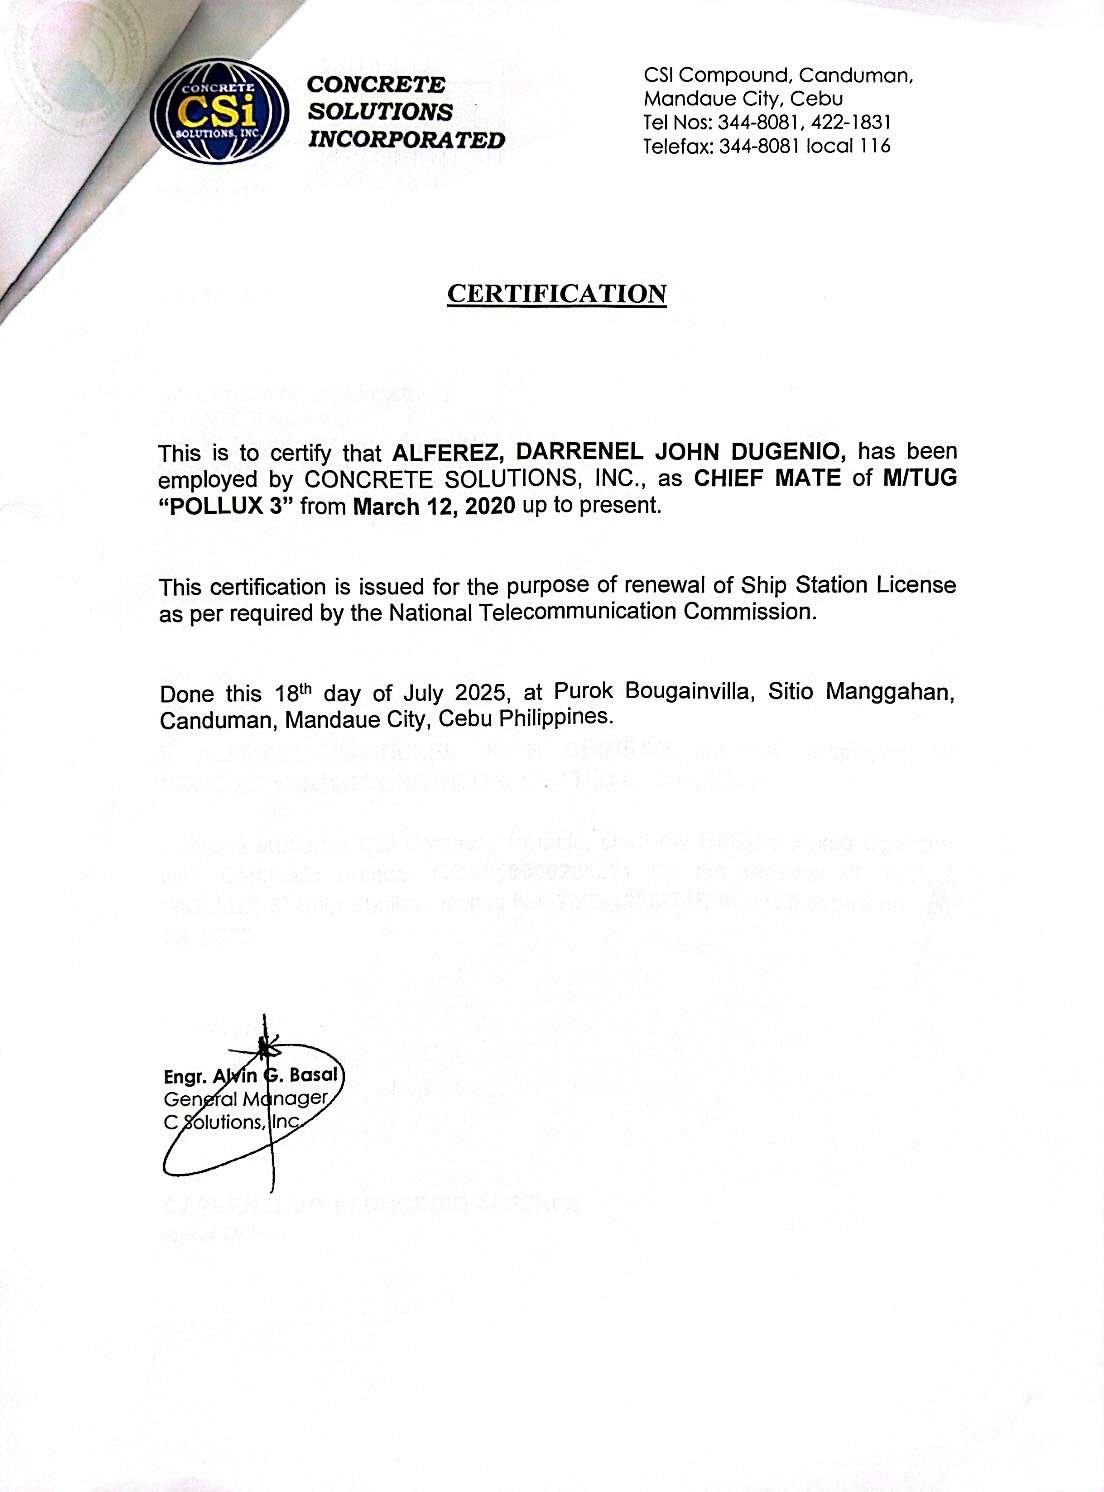 CONCRETE
CSi
SOLUTIONS, INC.
CONCRETE
SOLUTIONS
INCORPORATED
CSI Compound, Canduman,
Mandaue City, Cebu
Tel Nos: 344-8081, 422-1831
Telefax: 344-8081 local 116
CERTIFICATION
This is to certify that ALFEREZ, DARRENEL JOHN DUGENIO, has been
employed by CONCRETE SOLUTIONS, INC., as CHIEF MATE of M/TUG
“POLLUX 3” from March 12, 2020 up to present.
This certification is issued for the purpose of renewal of Ship Station License
as per required by the National Telecommunication Commission.
Done this 18th day of July 2025, at Purok Bougainvilla, Sitio Manggahan,
Canduman, Mandaue City, Cebu Philippines.
Engr. Alvin G. Basal
General Manager
C Solutions, Inc.